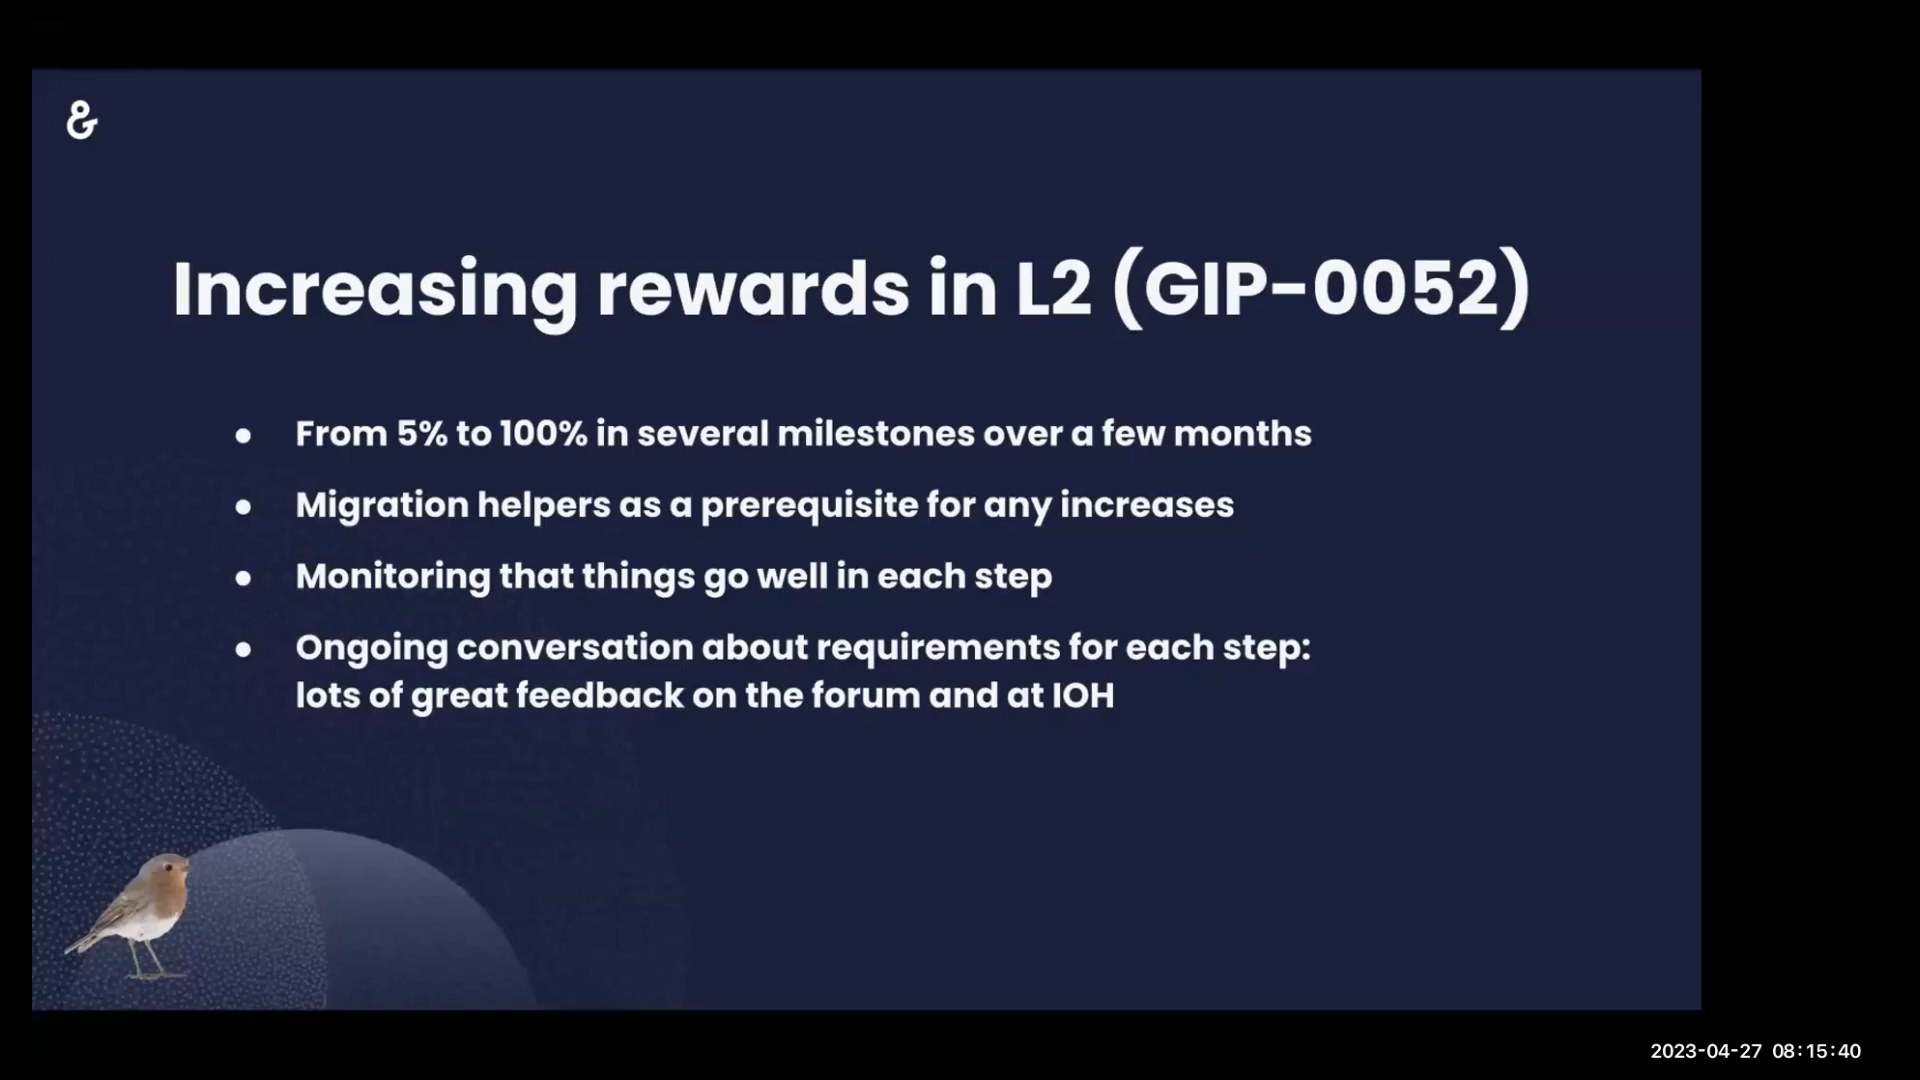 &
Increasing rewards in L2 (GIP-0052)
● From 5% to 100% in several milestones over a few months
● Migration helpers as a prerequisite for any increases
● Monitoring that things go well in each step
● Ongoing conversation about requirements for each step:
lots of great feedback on the forum and at IOH
2023-04-27 08:15:40